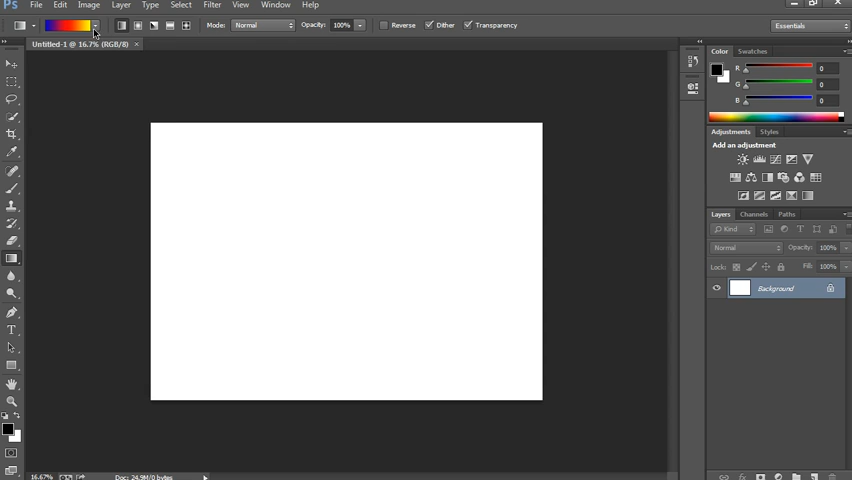 Ps File Edit Image Layer Type Select Filter View Window Help
Mode: Normal Opacity: 100% Reverse Dither Transparency Essentials
Untitled-1 @ 16.7% (RGB/8) ×
Color Swatches
R 0
G 0
B 0
Adjustments Styles
Add an adjustment
Layers Channels Paths
Kind
Normal Opacity: 100%
Lock: Fill: 100%
Background
16.67% Doc: 24.9M/0 bytes